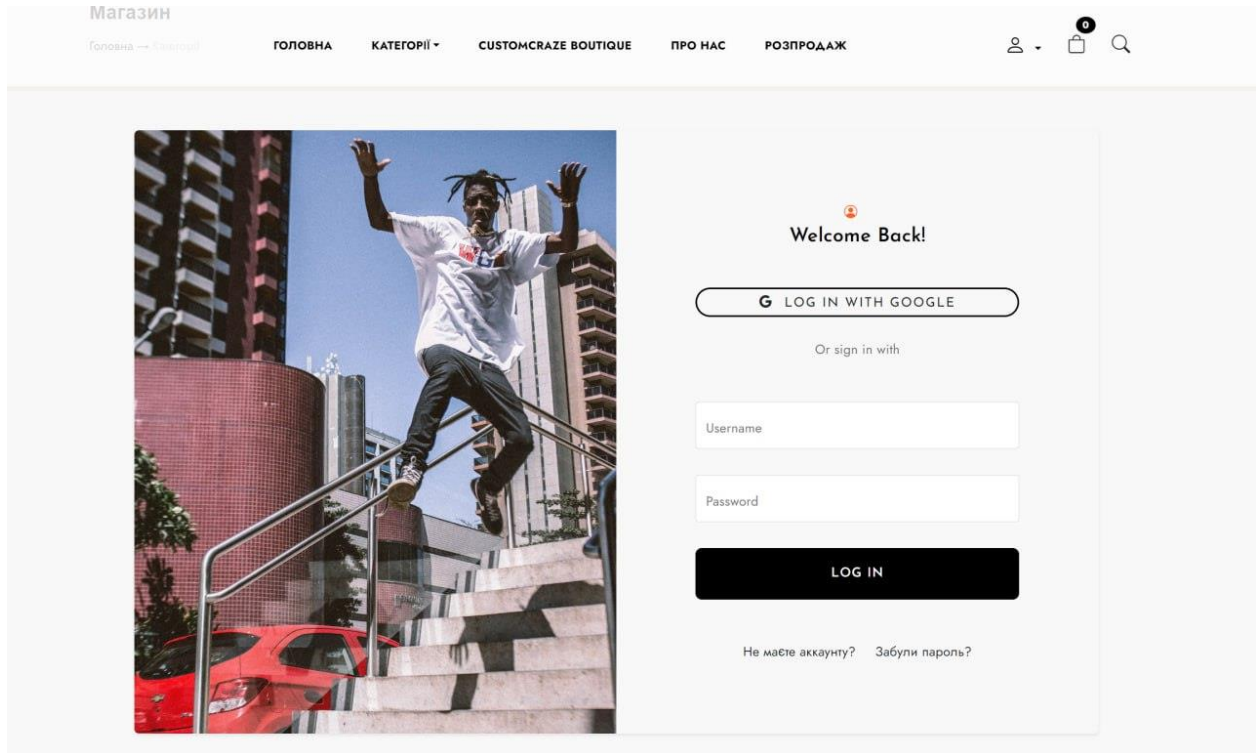 Магазин
Головна → Категорії
ГОЛОВНА КАТЕГОРІЇ CUSTOMCRAZE BOUTIQUE ПРО НАС РОЗПРОДАЖ
0
Welcome Back!
G LOG IN WITH GOOGLE
Or sign in with
Username
Password
LOG IN
Не маєте аккаунту? Забули пароль?